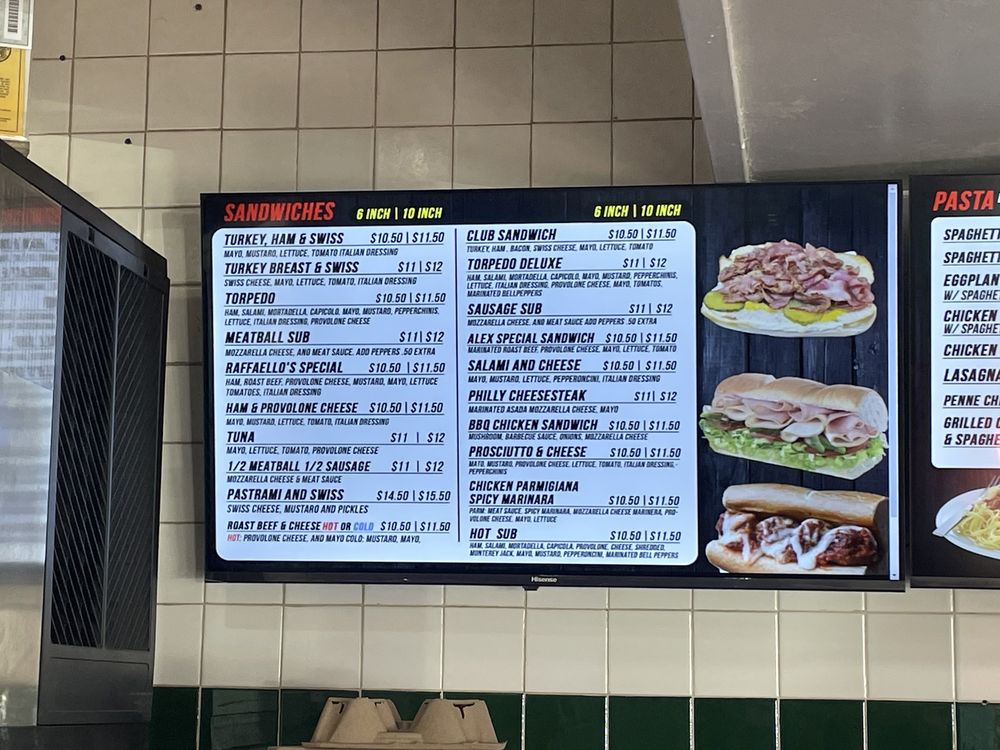 SANDWICHES 6 INCH | 10 INCH
TURKEY, HAM & SWISS $10.50 | $11.50
MAYO, MUSTARD, LETTUCE, TOMATO ITALIAN DRESSING
TURKEY BREAST & SWISS $11 | $12
SWISS CHEESE, MAYO, LETTUCE, TOMATO, ITALIAN DRESSING
TORPEDO $10.50 | $11.50
HAM, SALAMI, MORTADELLA, CAPICOLO, MAYO, MUSTARD, PEPPERCHINIS,
LETTUCE, ITALIAN DRESSING, PROVOLONE CHEESE
MEATBALL SUB $11 | $12
MOZZARELLA CHEESE, AND MEAT SAUCE. ADD PEPPERS .50 EXTRA
RAFFAELLO'S SPECIAL $10.50 | $11.50
HAM, ROAST BEEF, PROVOLONE CHEESE, MUSTARD, MAYO, LETTUCE
TOMATOES, ITALIAN DRESSING
HAM & PROVOLONE CHEESE $10.50 | $11.50
MAYO, MUSTARD, LETTUCE, TOMATO, ITALIAN DRESSING
TUNA $11 | $12
MAYO, LETTUCE, TOMATO, PROVOLONE CHEESE
1/2 MEATBALL 1/2 SAUSAGE $11 | $12
MOZZARELLA CHEESE & MEAT SAUCE
PASTRAMI AND SWISS $14.50 | $15.50
SWISS CHEESE, MUSTARD AND PICKLES
ROAST BEEF & CHEESE HOT OR COLD $10.50 | $11.50
HOT: PROVOLONE CHEESE, AND MAYO COLD: MUSTARD, MAYO,
6 INCH | 10 INCH
CLUB SANDWICH $10.50 | $11.50
TURKEY, HAM, BACON, SWISS CHEESE, MAYO, LETTUCE, TOMATO
TORPEDO DELUXE $11 | $12
HAM, SALAMI, MORTADELLA, CAPICOLO, MAYO, MUSTARD, PEPPERCHINIS,
LETTUCE, ITALIAN DRESSING, PROVOLONE CHEESE, MAYO, TOMATOS,
MARINATED BELLPEPPERS
SAUSAGE SUB $11 | $12
MOZZARELLA CHEESE, AND MEAT SAUCE ADD PEPPERS .50 EXTRA
ALEX SPECIAL SANDWICH $10.50 | $11.50
MARINATED ROAST BEEF, PROVOLONE CHEESE, MAYO, LETTUCE, TOMATO
SALAMI AND CHEESE $10.50 | $11.50
MAYO, MUSTARD, LETTUCE, PEPPERONCINI, ITALIAN DRESSING
PHILLY CHEESESTEAK $11 | $12
MARINATED ASADA MOZZARELLA CHEESE, MAYO
BBQ CHICKEN SANDWICH $10.50 | $11.50
MUSHROOM, BARBECUE SAUCE, ONIONS, MOZZARELLA CHEESE
PROSCIUTTO & CHEESE $10.50 | $11.50
MATO, MUSTARD, PROVOLONE CHEESE, LETTUCE, TOMATO, ITALIAN DRESSING,-
PEPPERCHINIS
CHICKEN PARMIGIANA
SPICY MARINARA $10.50 | $11.50
PARM: MEAT SAUCE, SPICY MARINARA, MOZZARELLA CHEESE MARINERA, PRO-
VOLONE CHEESE, MAYO, LETTUCE
HOT SUB $10.50 | $11.50
HAM, SALAMI, MORTADELLA, CAPICOLA, PROVOLONE, CHEESE, SHREDDED,
MONTEREY JACK, MAYO, MUSTARD, PEPPERONCINI, MARINATED BELL PEPPERS
Hisense
PASTA
SPAGHETT
SPAGHETT
EGGPLAN
W/ SPAGHE
CHICKEN
W/ SPAGHE
CHICKEN
LASAGNA
PENNE CH
GRILLED C
& SPAGHE